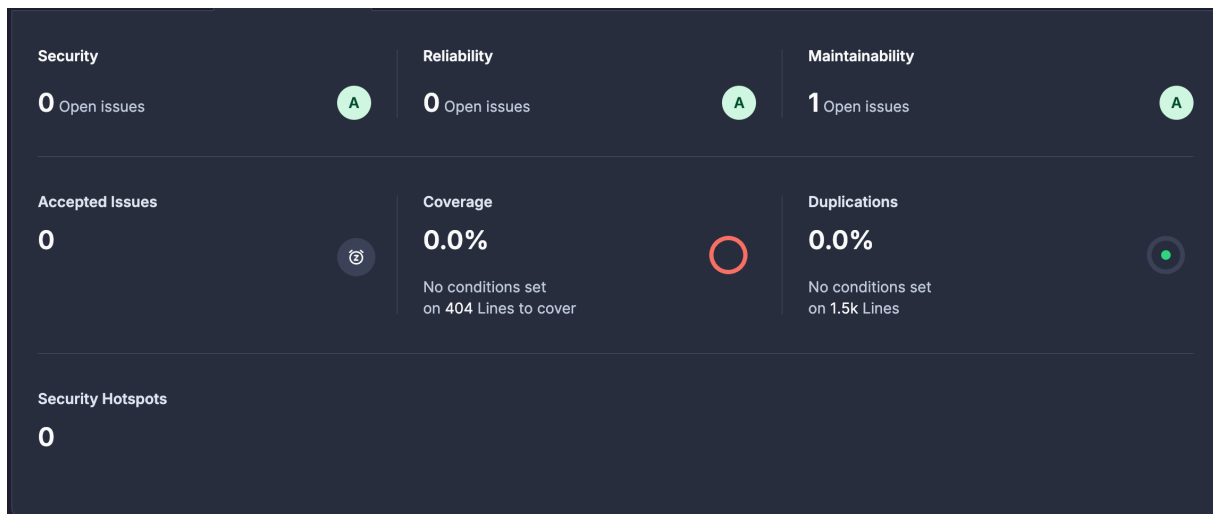 Security
0 Open issues
A
Reliability
0 Open issues
A
Maintainability
1 Open issues
A
Accepted Issues
0
Coverage
0.0%
No conditions set
on 404 Lines to cover
Duplications
0.0%
No conditions set
on 1.5k Lines
Security Hotspots
0